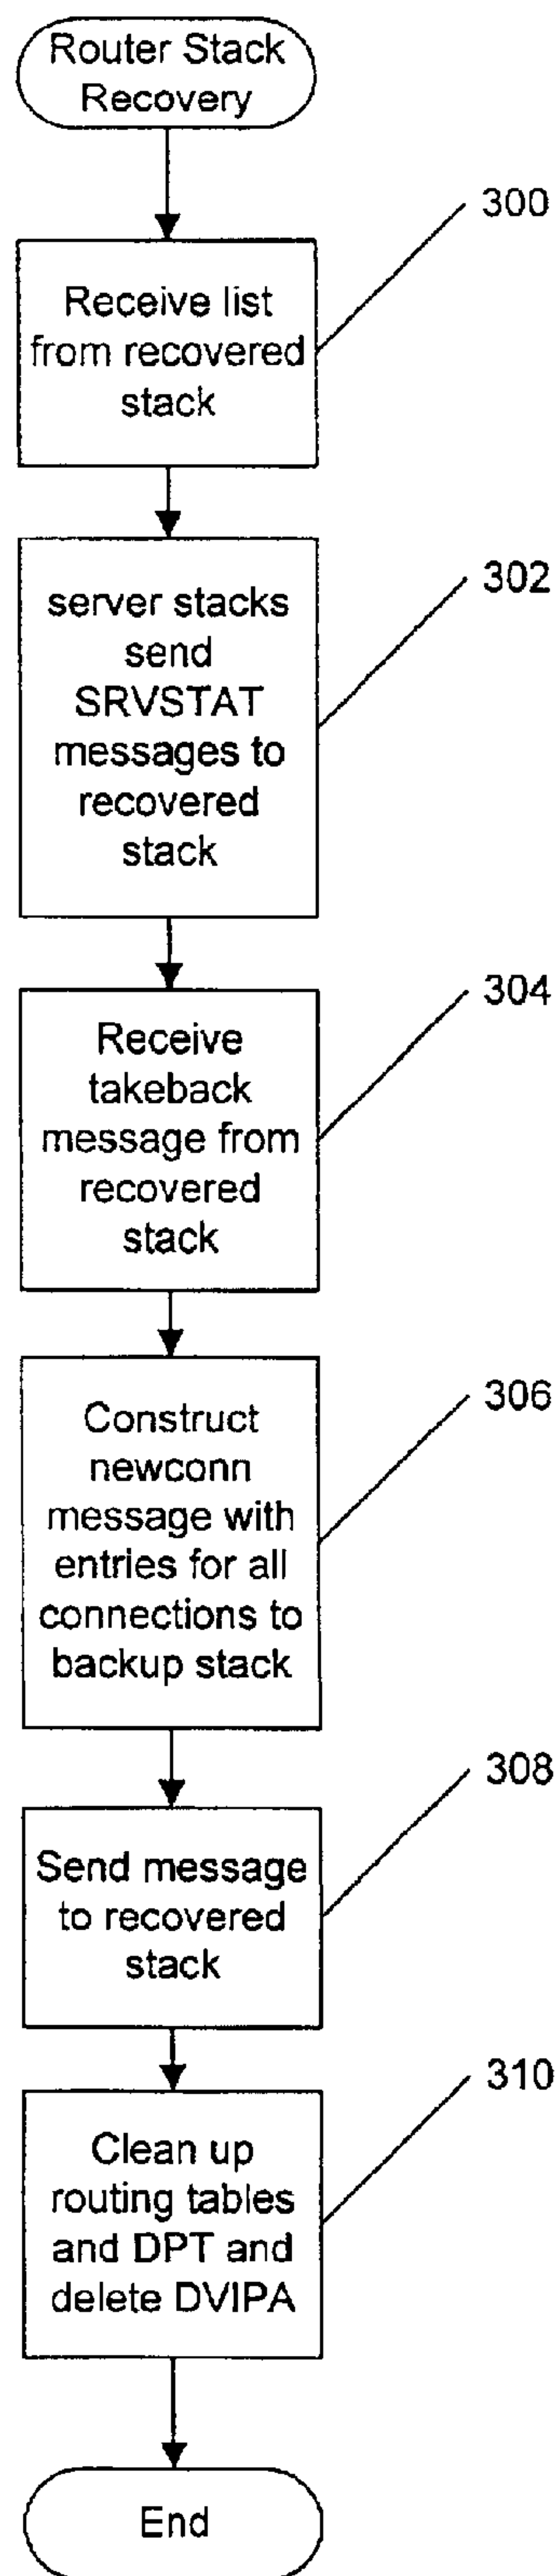 Router Stack
Recovery
300
Receive list
from recovered
stack
302
server stacks
send
SRVSTAT
messages to
recovered
stack
304
Receive
takeback
message from
recovered
stack
306
Construct
newconn
message with
entries for all
connections to
backup stack
308
Send message
to recovered
stack
310
Clean up
routing tables
and DPT and
delete DVIPA
End